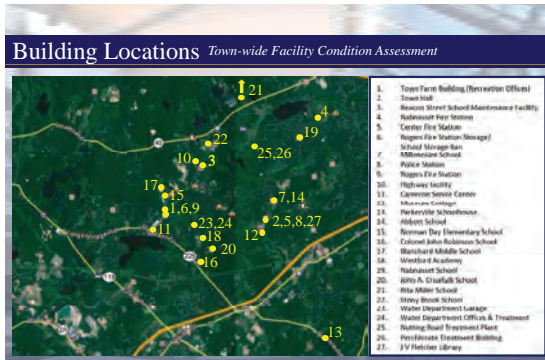 Building Locations Town-wide Facility Condition Assessment
21
4
19
22
25,26
10
3
17
15
7,14
1,6,9
2,5,8,27
23,24
11
12
18
20
16
13
1. Town Farm Building (Recreation Offices)
2. Town Hall
3. Beacon Street School Maintenance Facility
4. Nabnasset Fire Station
5. Center Fire Station
6. Rogers Fire Station Storage/
School Storage Barn
7. Millennium School
8. Police Station
9. Rogers Fire Station
10. Highway Facility
11. Cameron Senior Center
12. Museum Cottage
13. Parkerville Schoolhouse
14. Abbott School
15. Norman Day Elementary School
16. Colonel John Robinson School
17. Blanchard Middle School
18. Westford Academy
19. Nabnasset School
20. John A. Crisafulli School
21. Rita Miller School
22. Stony Brook School
23. Water Department Garage
24. Water Department Offices & Treatment
25. Nutting Road Treatment Plant
26. Perchlorate Treatment Building
27. J V Fletcher Library